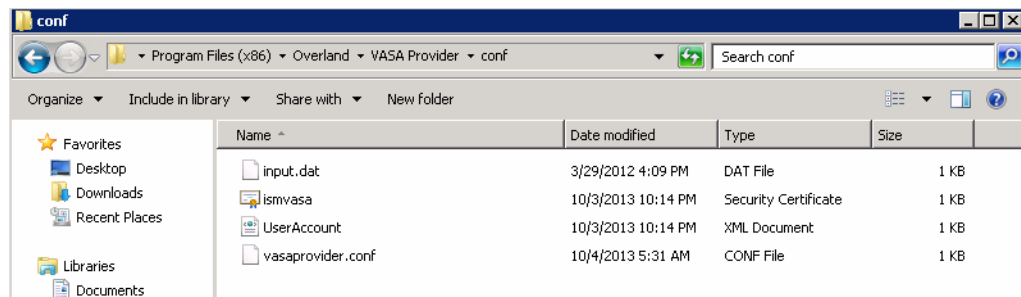 conf
Program Files (x86) Overland VASA Provider conf Search conf
Organize Include in library Share with New folder
Favorites
Desktop
Downloads
Recent Places
Libraries
Documents
Name Date modified Type Size
input.dat 3/29/2012 4:09 PM DAT File 1 KB
ismvasa 10/3/2013 10:14 PM Security Certificate 1 KB
UserAccount 10/3/2013 10:14 PM XML Document 1 KB
vasaprovider.conf 10/4/2013 5:31 AM CONF File 1 KB